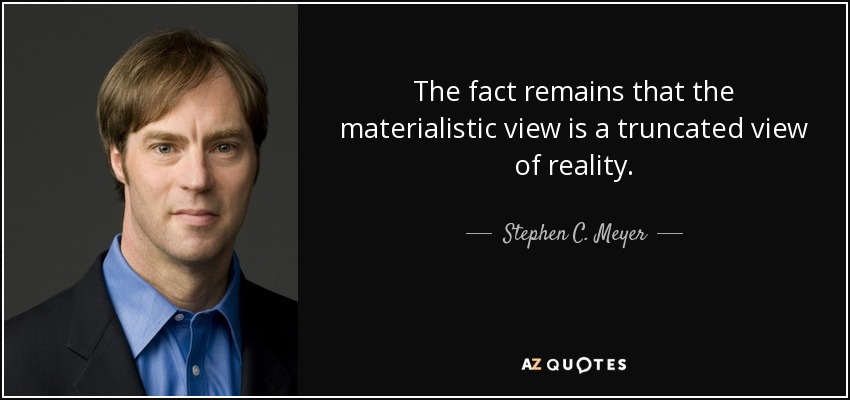 The fact remains that the
materialistic view is a truncated view
of reality.
Stephen C. Meyer
AZ QUOTES